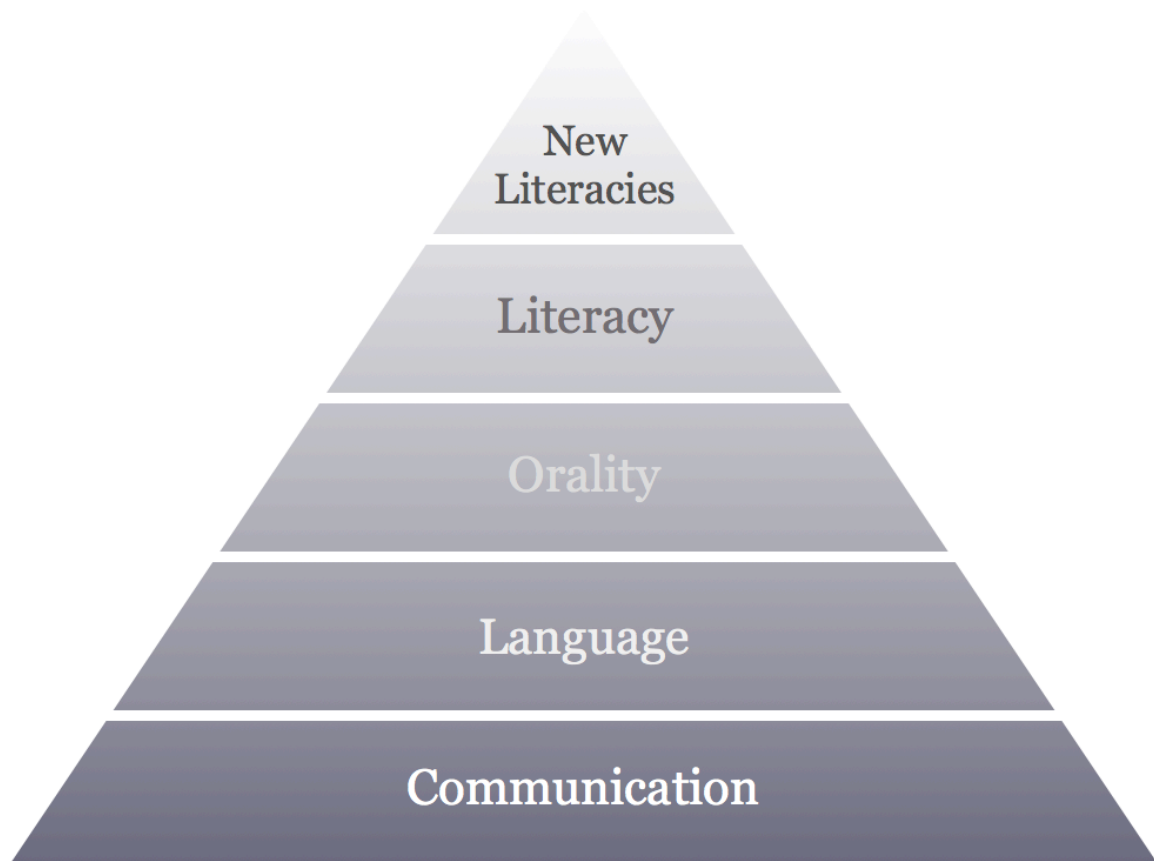 New
Literacies
Literacy
Orality
Language
Communication